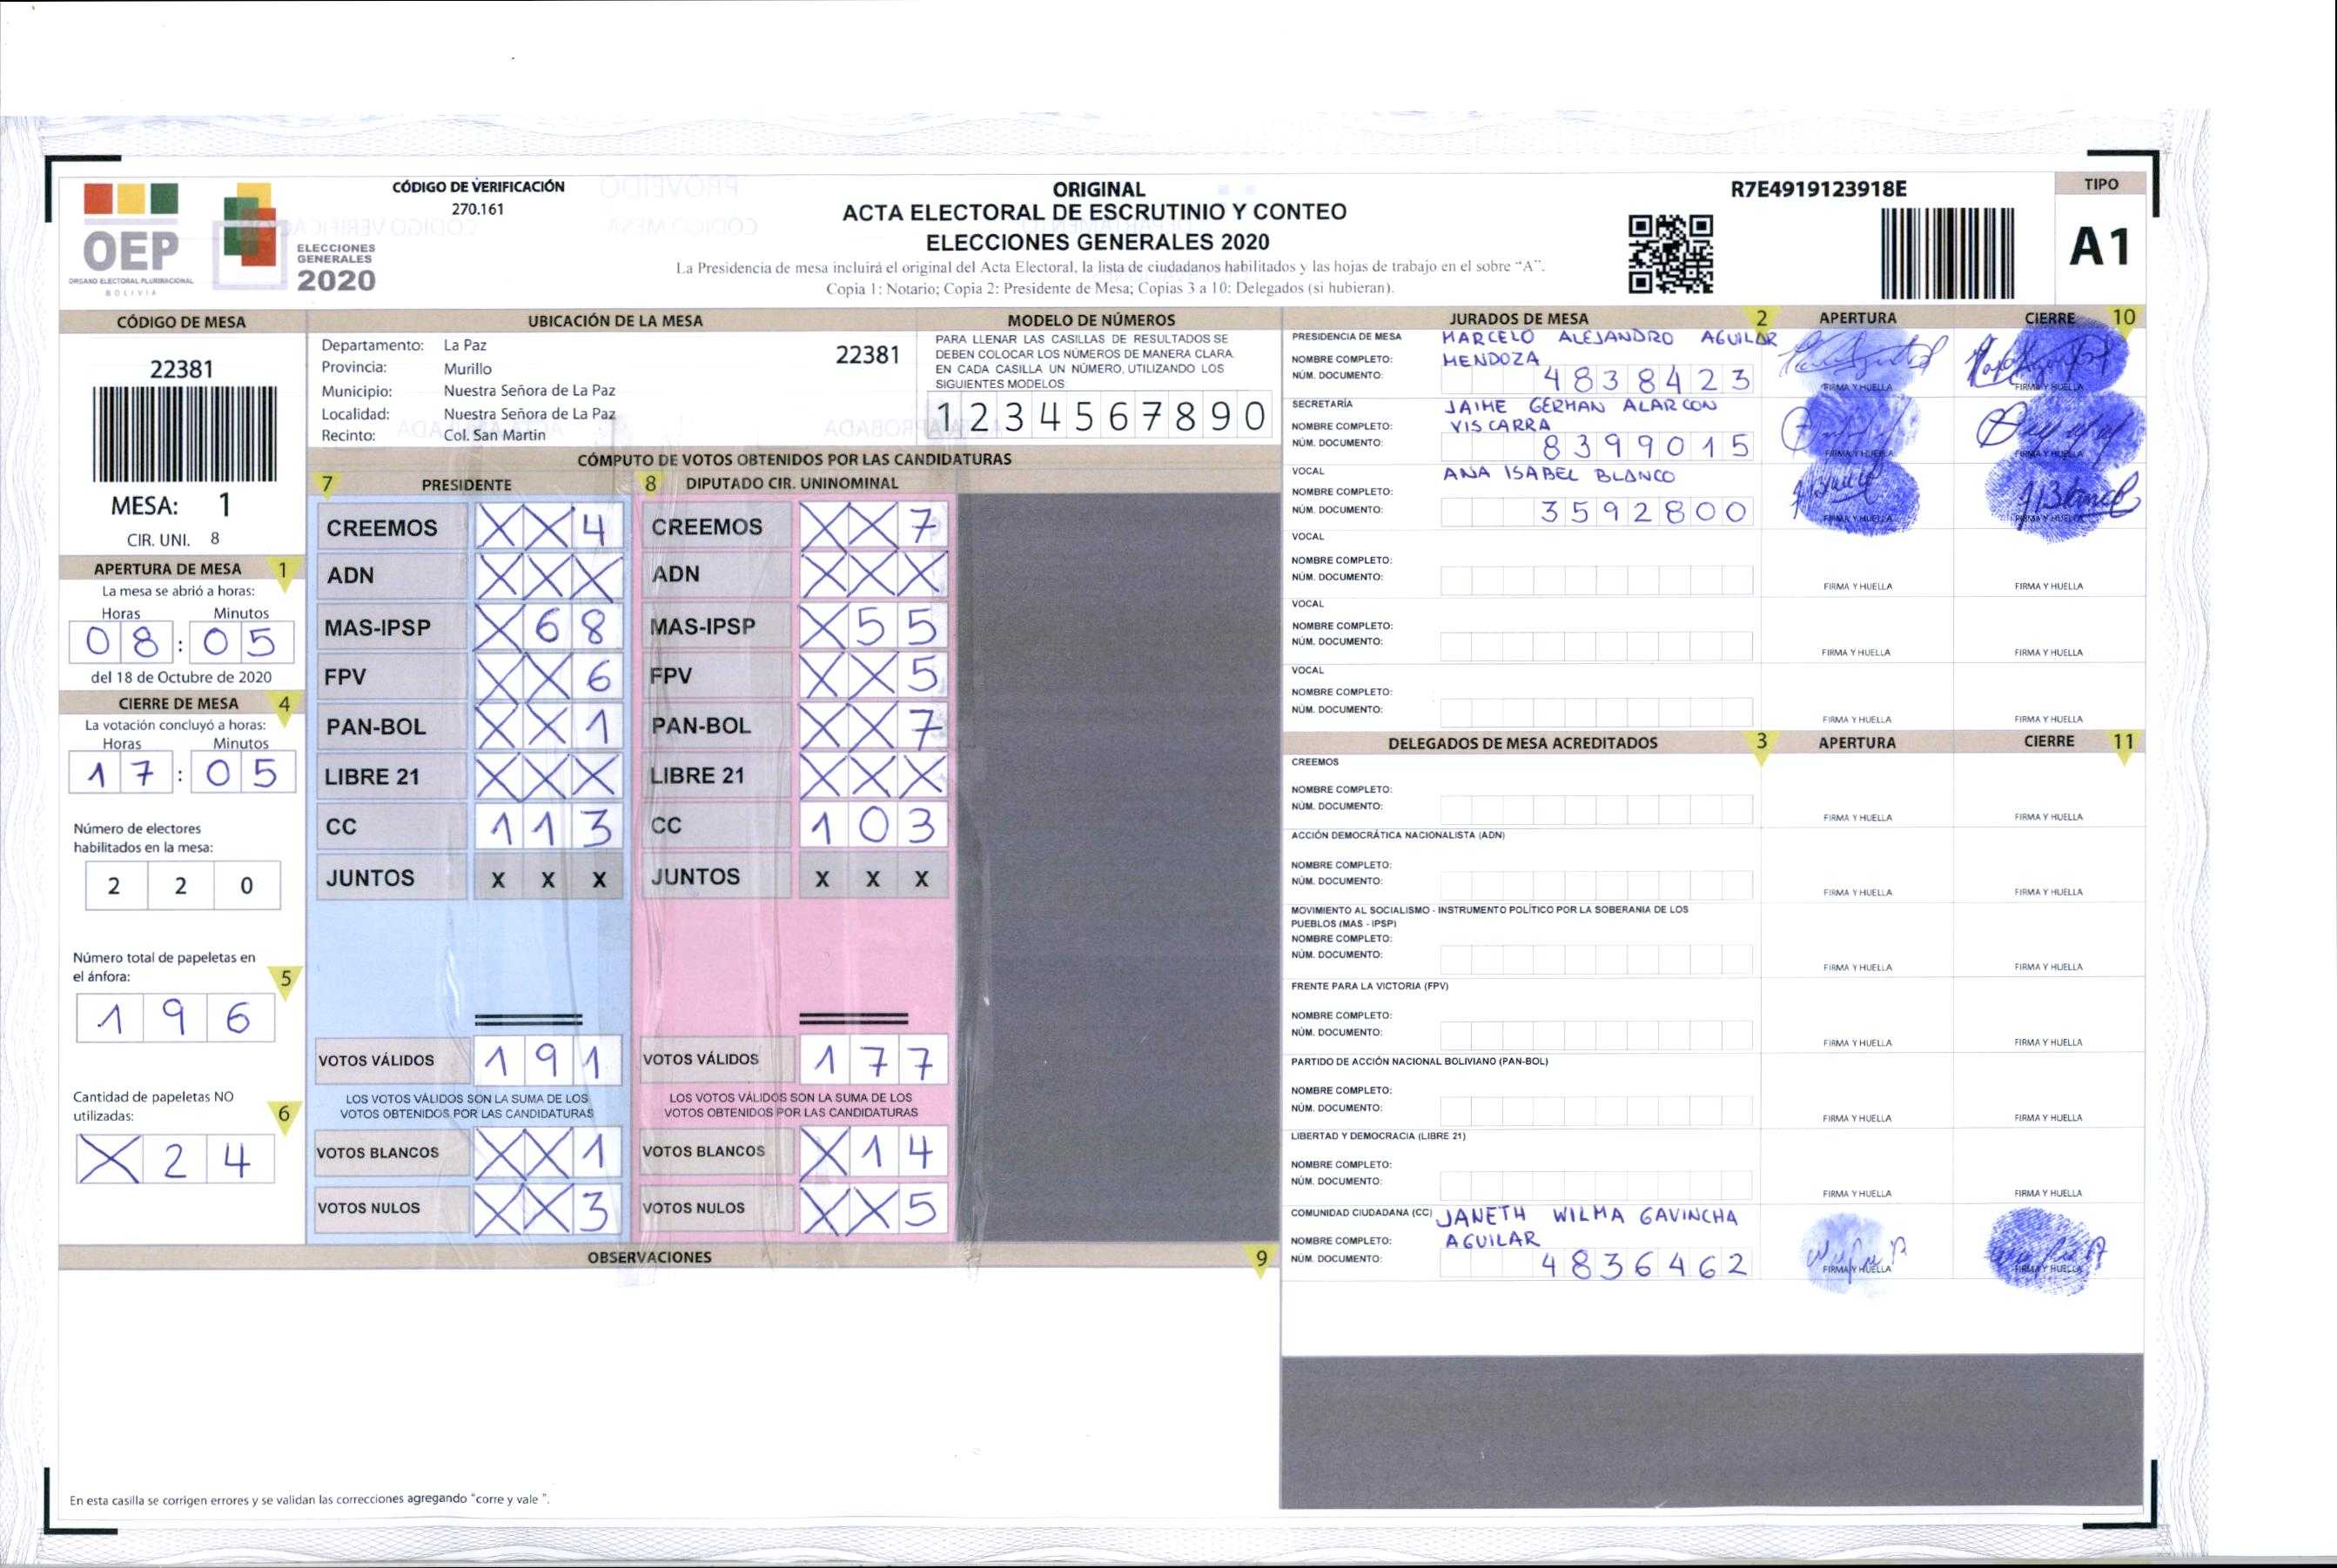 CÓDIGO DE VERIFICACIÓN
270.161
OEP
ÓRGANO ELECTORAL PLURINACIONAL
BOLIVIA
ELECCIONES
GENERALES
2020
ORIGINAL
ACTA ELECTORAL DE ESCRUTINIO Y CONTEO
ELECCIONES GENERALES 2020
La Presidencia de mesa incluirá el original del Acta Electoral, la lista de ciudadanos habilitados y las hojas de trabajo en el sobre "A".
Copia 1: Notario; Copia 2: Presidente de Mesa; Copias 3 a 10: Delegados (si hubieran).
R7E4919123918E
TIPO
A1
CÓDIGO DE MESA
22381
MESA: 1
CIR. UNI. 8
APERTURA DE MESA 1
La mesa se abrió a horas:
Horas Minutos
08 : 05
del 18 de Octubre de 2020
CIERRE DE MESA 4
La votación concluyó a horas:
Horas Minutos
17 : 05
Número de electores
habilitados en la mesa:
2 2 0
Número total de papeletas en
el ánfora: 5
1 9 6
Cantidad de papeletas NO
utilizadas: 6
X 2 4
UBICACIÓN DE LA MESA
Departamento: La Paz 22381
Provincia: Murillo
Municipio: Nuestra Señora de La Paz
Localidad: Nuestra Señora de La Paz
Recinto: Col. San Martin
MODELO DE NÚMEROS
PARA LLENAR LAS CASILLAS DE RESULTADOS SE
DEBEN COLOCAR LOS NÚMEROS DE MANERA CLARA
EN CADA CASILLA UN NÚMERO, UTILIZANDO LOS
SIGUIENTES MODELOS
1 2 3 4 5 6 7 8 9 0
CÓMPUTO DE VOTOS OBTENIDOS POR LAS CANDIDATURAS
7 PRESIDENTE
CREEMOS X X 4
ADN X X X
MAS-IPSP X 6 8
FPV X X 6
PAN-BOL X X 1
LIBRE 21 X X X
CC 1 1 3
JUNTOS X X X
VOTOS VÁLIDOS 1 9 1
LOS VOTOS VÁLIDOS SON LA SUMA DE LOS
VOTOS OBTENIDOS POR LAS CANDIDATURAS
VOTOS BLANCOS X X 1
VOTOS NULOS X X 3
8 DIPUTADO CIR. UNINOMINAL
CREEMOS X X 7
ADN X X X
MAS-IPSP X 5 5
FPV X X 5
PAN-BOL X X 7
LIBRE 21 X X X
CC 1 0 3
JUNTOS X X X
VOTOS VÁLIDOS 1 7 7
LOS VOTOS VÁLIDOS SON LA SUMA DE LOS
VOTOS OBTENIDOS POR LAS CANDIDATURAS
VOTOS BLANCOS X 1 4
VOTOS NULOS X X 5
OBSERVACIONES 9
En esta casilla se corrigen errores y se validan las correcciones agregando "corre y vale ".
JURADOS DE MESA 2 APERTURA CIERRE 10
PRESIDENCIA DE MESA MARCELO ALEJANDRO AGUILAR
NOMBRE COMPLETO: MENDOZA
NÚM. DOCUMENTO: 4838423 FIRMA Y HUELLA FIRMA Y HUELLA
SECRETARÍA JAIME GERMAN ALARCON
NOMBRE COMPLETO: VISCARRA
NÚM. DOCUMENTO: 8399015 FIRMA Y HUELLA FIRMA Y HUELLA
VOCAL ANA ISABEL BLANCO
NOMBRE COMPLETO:
NÚM. DOCUMENTO: 3592800 FIRMA Y HUELLA FIRMA Y HUELLA
VOCAL
NOMBRE COMPLETO:
NÚM. DOCUMENTO: FIRMA Y HUELLA FIRMA Y HUELLA
VOCAL
NOMBRE COMPLETO:
NÚM. DOCUMENTO: FIRMA Y HUELLA FIRMA Y HUELLA
VOCAL
NOMBRE COMPLETO:
NÚM. DOCUMENTO: FIRMA Y HUELLA FIRMA Y HUELLA
DELEGADOS DE MESA ACREDITADOS 3 APERTURA CIERRE 11
CREEMOS
NOMBRE COMPLETO:
NÚM. DOCUMENTO: FIRMA Y HUELLA FIRMA Y HUELLA
ACCIÓN DEMOCRÁTICA NACIONALISTA (ADN)
NOMBRE COMPLETO:
NÚM. DOCUMENTO: FIRMA Y HUELLA FIRMA Y HUELLA
MOVIMIENTO AL SOCIALISMO - INSTRUMENTO POLÍTICO POR LA SOBERANIA DE LOS
PUEBLOS (MAS - IPSP)
NOMBRE COMPLETO:
NÚM. DOCUMENTO: FIRMA Y HUELLA FIRMA Y HUELLA
FRENTE PARA LA VICTORIA (FPV)
NOMBRE COMPLETO:
NÚM. DOCUMENTO: FIRMA Y HUELLA FIRMA Y HUELLA
PARTIDO DE ACCIÓN NACIONAL BOLIVIANO (PAN-BOL)
NOMBRE COMPLETO:
NÚM. DOCUMENTO: FIRMA Y HUELLA FIRMA Y HUELLA
LIBERTAD Y DEMOCRACIA (LIBRE 21)
NOMBRE COMPLETO:
NÚM. DOCUMENTO: FIRMA Y HUELLA FIRMA Y HUELLA
COMUNIDAD CIUDADANA (CC) JANETH WILMA GAVINCHA
NOMBRE COMPLETO: AGUILAR
NÚM. DOCUMENTO: 4836462 FIRMA Y HUELLA FIRMA Y HUELLA